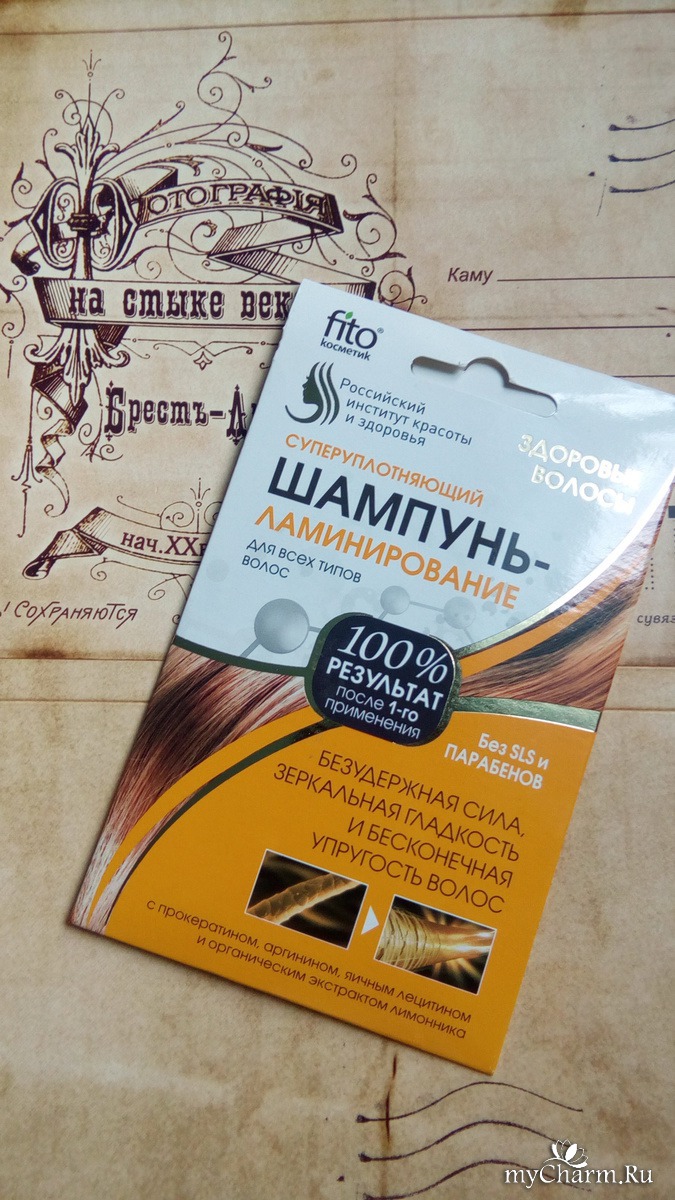 ФОТОГРАФІЯ
НА СТЫКЕ ВЕК
Кому
Брестъ-
нач.XX
СОХРАНЯЮТСЯ
fito®
косметик
Российский
институт красоты
и здоровья
ЗДОРОВЫЕ
ВОЛОСЫ
СУПЕРУПЛОТНЯЮЩИЙ
ШАМПУНЬ-
ЛАМИНИРОВАНИЕ
для всех типов
волос
100%
РЕЗУЛЬТАТ
после 1-го
применения
Без SLS и
ПАРАБЕНОВ
БЕЗУДЕРЖНАЯ СИЛА,
ЗЕРКАЛЬНАЯ ГЛАДКОСТЬ
И БЕСКОНЕЧНАЯ
УПРУГОСТЬ ВОЛОС
с прокератином, аргинином, яичным лецитином
и органическим экстрактом лимонника
myCharm.Ru